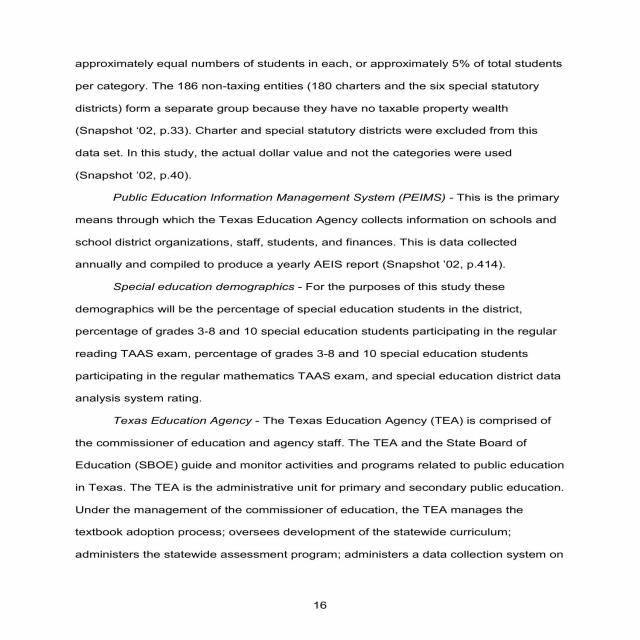 approximately equal numbers of students in each, or approximately 5% of total students
per category. The 186 non-taxing entities (180 charters and the six special statutory
districts) form a separate group because they have no taxable property wealth
(Snapshot ‘02, p.33). Charter and special statutory districts were excluded from this
data set. In this study, the actual dollar value and not the categories were used
(Snapshot ’02, p.40).
Public Education Information Management System (PEIMS) - This is the primary
means through which the Texas Education Agency collects information on schools and
school district organizations, staff, students, and finances. This is data collected
annually and compiled to produce a yearly AEIS report (Snapshot ’02, p.414).
Special education demographics - For the purposes of this study these
demographics will be the percentage of special education students in the district,
percentage of grades 3-8 and 10 special education students participating in the regular
reading TAAS exam, percentage of grades 3-8 and 10 special education students
participating in the regular mathematics TAAS exam, and special education district data
analysis system rating.
Texas Education Agency - The Texas Education Agency (TEA) is comprised of
the commissioner of education and agency staff. The TEA and the State Board of
Education (SBOE) guide and monitor activities and programs related to public education
in Texas. The TEA is the administrative unit for primary and secondary public education.
Under the management of the commissioner of education, the TEA manages the
textbook adoption process; oversees development of the statewide curriculum;
administers the statewide assessment program; administers a data collection system on
16